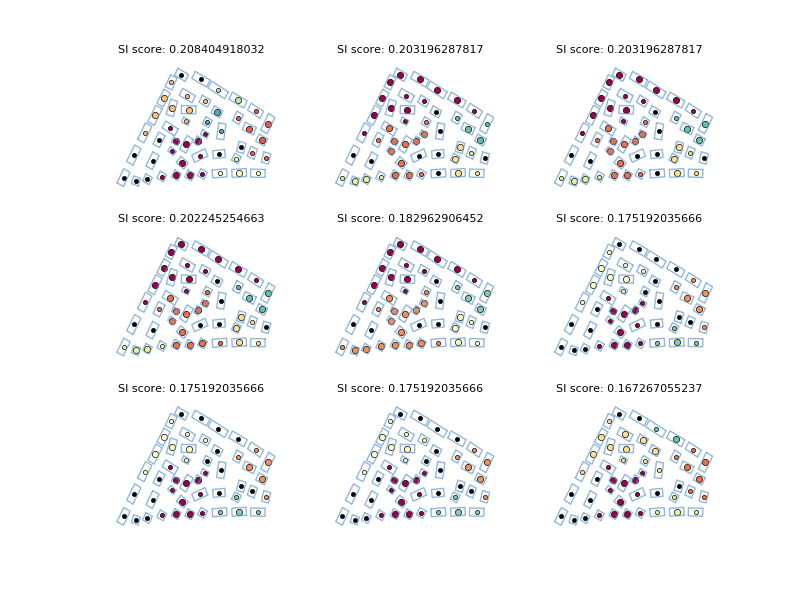 SI score: 0.208404918032
SI score: 0.203196287817
SI score: 0.203196287817
SI score: 0.202245254663
SI score: 0.182962906452
SI score: 0.175192035666
SI score: 0.175192035666
SI score: 0.175192035666
SI score: 0.167267055237